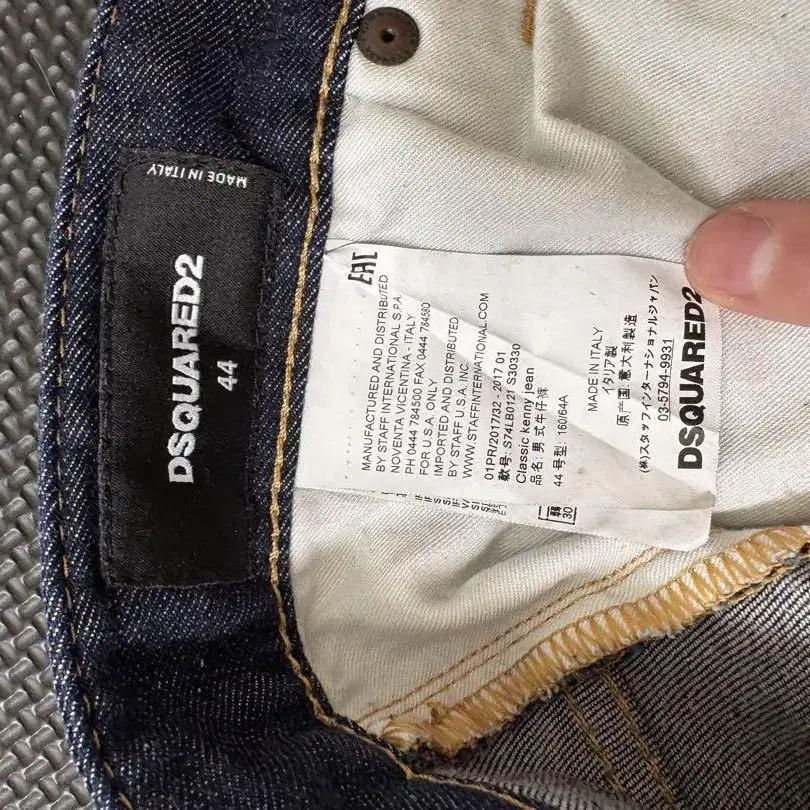 MADE IN ITALY
DSQUARED2
44
EAC
MANUFACTURED AND DISTRIBUTED
BY STAFF INTERNATIONAL S.P.A.
NOVENTA VICENTINA - ITALY
PH 0444 784500 FAX 0444 784580
FOR U.S.A. ONLY
IMPORTED AND DISTRIBUTED
BY STAFF U.S.A. INC.
WWW.STAFFINTERNATIONAL.COM
01PR/2017/32 - 2017 01
款号: S74LB0121 S30330
Classic kenny jean
品名: 男 式牛仔裤
44 号型: 160/64A
MADE IN ITALY
イタリア製
原产国: 意大利製造
(株)スタッフインターナショナルジャパン
03-5794-9931
DSQUARED2
30